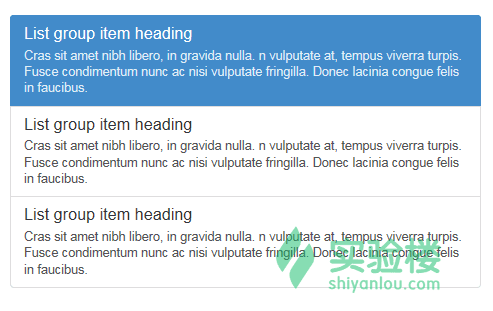 List group item heading
Cras sit amet nibh libero, in gravida nulla. n vulputate at, tempus viverra turpis.
Fusce condimentum nunc ac nisi vulputate fringilla. Donec lacinia congue felis
in faucibus.
List group item heading
Cras sit amet nibh libero, in gravida nulla. n vulputate at, tempus viverra turpis.
Fusce condimentum nunc ac nisi vulputate fringilla. Donec lacinia congue felis
in faucibus.
List group item heading
Cras sit amet nibh libero, in gravida nulla. n vulputate at, tempus viverra turpis.
Fusce condimentum nunc ac nisi vulputate fringilla. Donec lacinia congue felis
in faucibus.
实验楼
shiyanlou.com